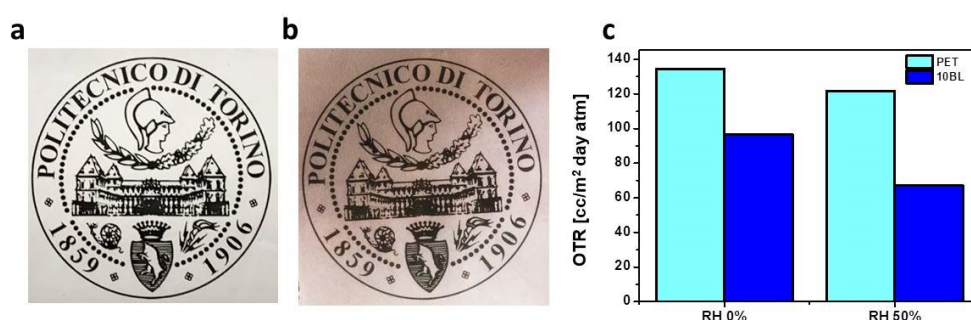 a
b
c
POLITECNICO DI TORINO
1859
1906
POLITECNICO DI TORINO
1859
1906
OTR [cc/m² day atm]
140
120
100
80
60
40
20
0
PET
10BL
RH 0%
RH 50%